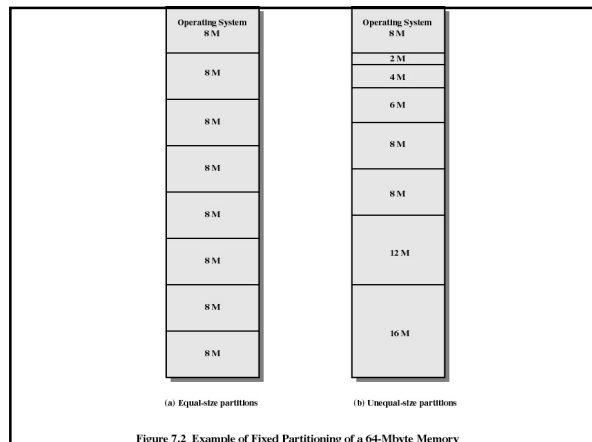 Operating System
8 M
8 M
8 M
8 M
8 M
8 M
8 M
8 M
(a) Equal-size partitions
Operating System
8 M
2 M
4 M
6 M
8 M
8 M
12 M
16 M
(b) Unequal-size partitions
Figure 7.2 Example of Fixed Partitioning of a 64-Mbyte Memory